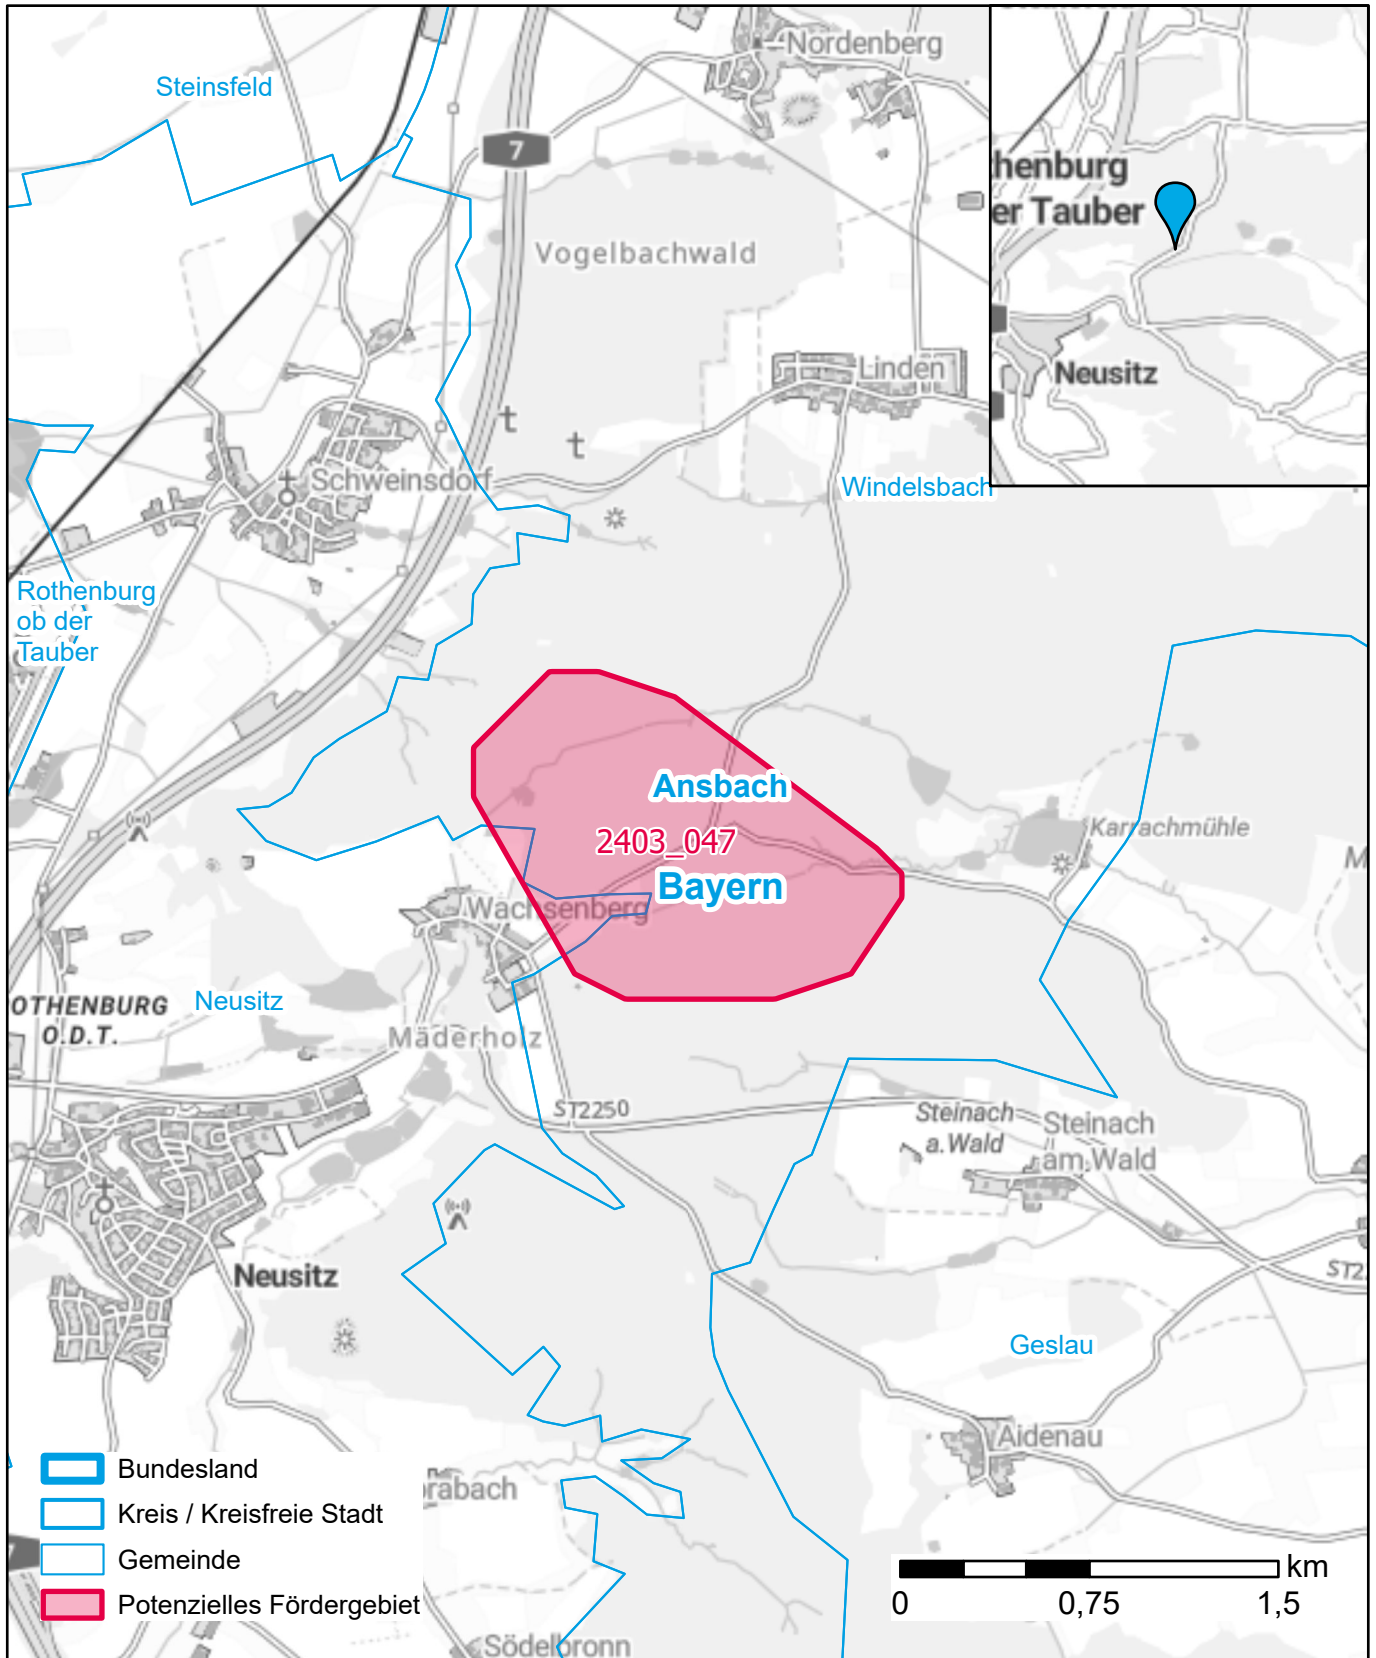 Nordenberg
Steinsfeld
7
Vogelbachwald
henburg
er Tauber
Neusitz
Linden
Schweinsdorf
Windelsbach
Rothenburg
ob der
Tauber
Ansbach
2403_047
Bayern
Karrachmühle
M
Wachsenberg
Neusitz
OTHENBURG
O.D.T.
Mäderholz
ST2250
Steinach
a.Wald
Steinach
am Wald
Neusitz
ST2
Geslau
Aidenau
rabach
Södelbronn
Bundesland
Kreis / Kreisfreie Stadt
Gemeinde
Potenzielles Fördergebiet
km
0 0,75 1,5